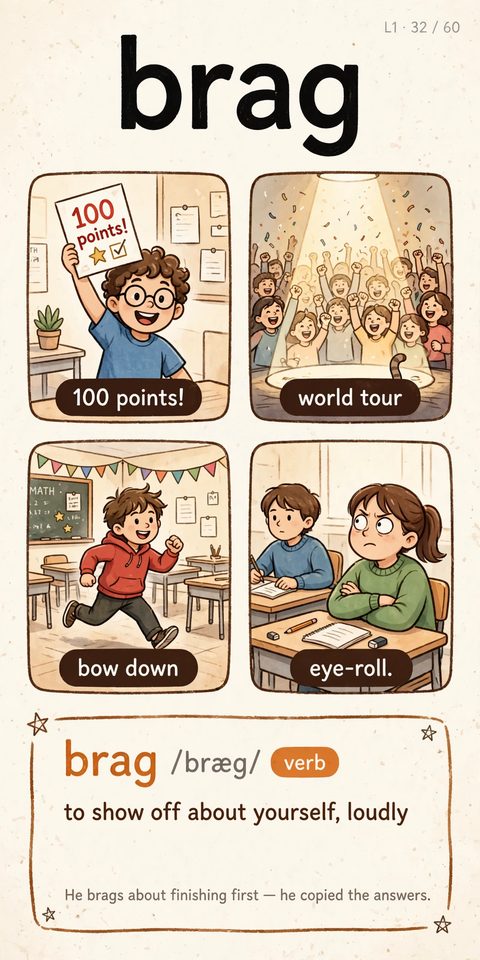 L1 · 32 / 60
brag
100
points!
100 points!
world tour
MATH
bow down
eye-roll.
brag /bræg/ verb
to show off about yourself, loudly
He brags about finishing first — he copied the answers.